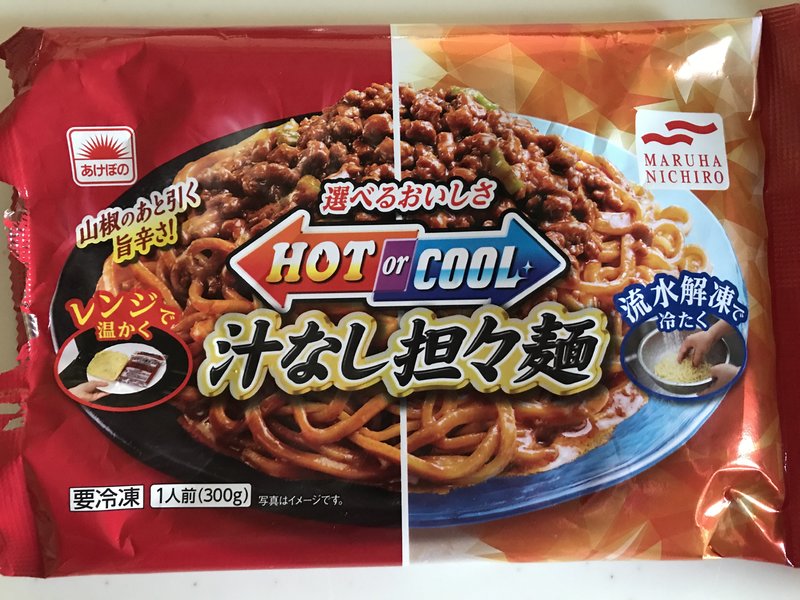 あけぼの
MARUHA
NICHIRO
山椒のあと引く
旨辛さ!
選べるおいしさ
HOT or COOL
レンジで
温かく
流水解凍で
冷たく
汁なし担々麺
要冷凍
1人前(300g)
写真はイメージです。